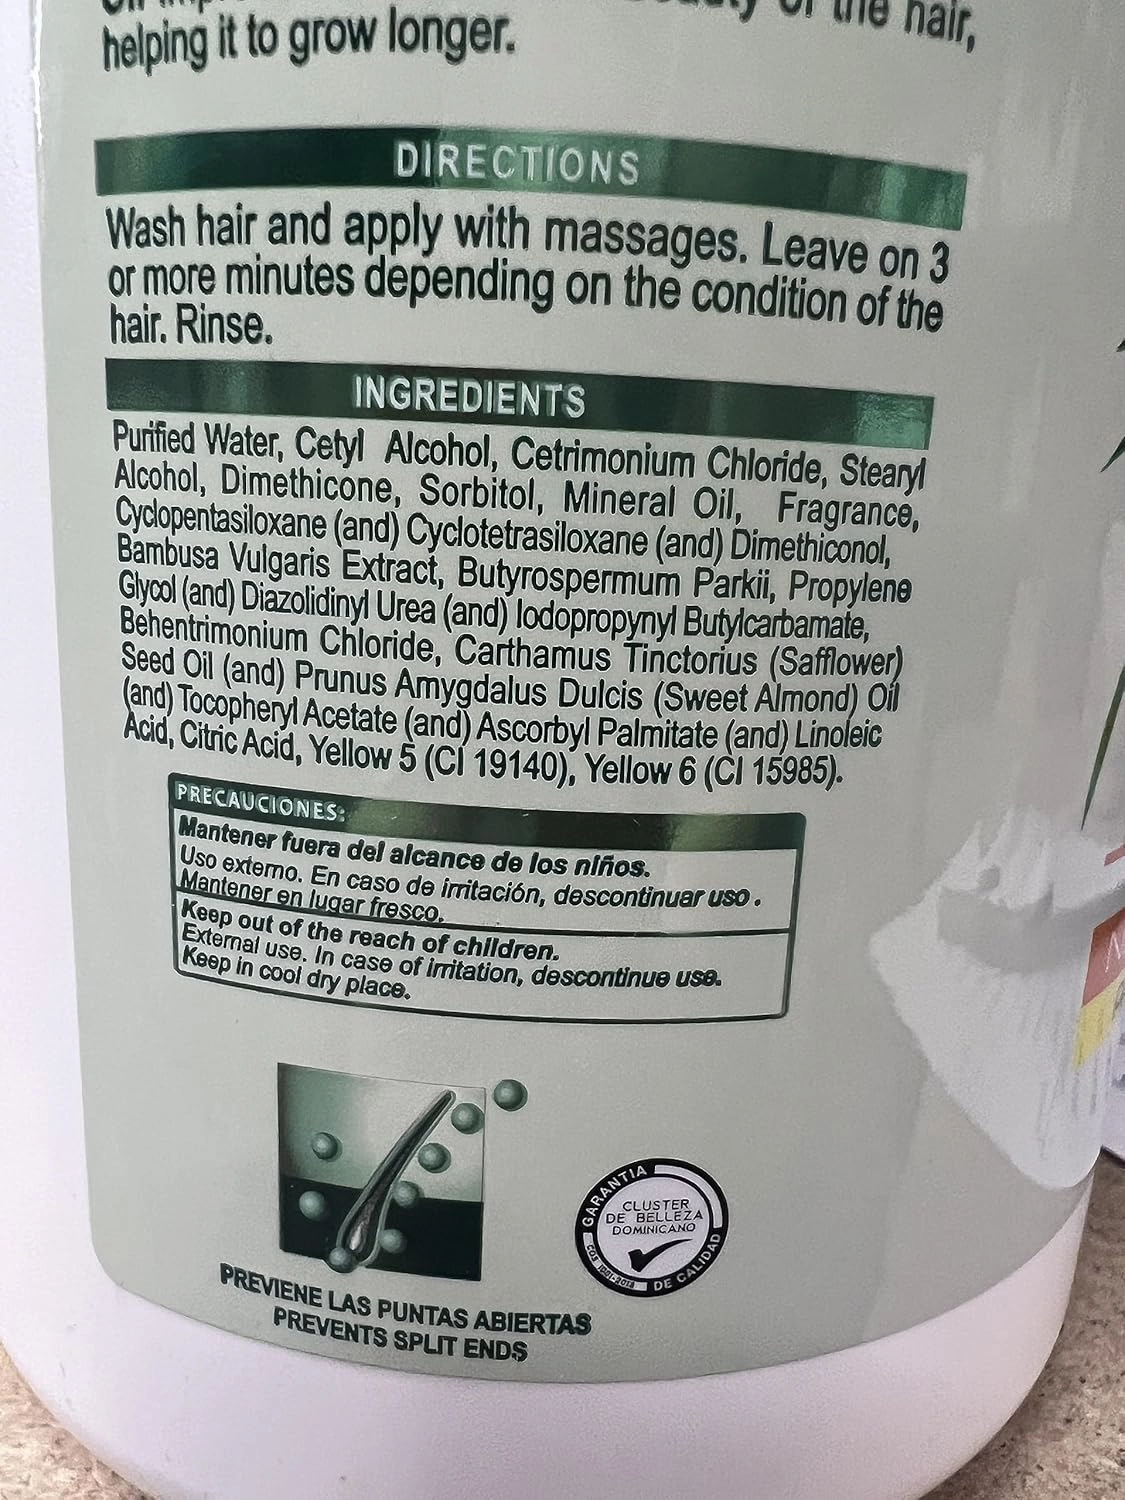 of the hair,
helping it to grow longer.
DIRECTIONS
Wash hair and apply with massages. Leave on 3
or more minutes depending on the condition of the
hair. Rinse.
INGREDIENTS
Purified Water, Cetyl Alcohol, Cetrimonium Chloride, Stearyl
Alcohol, Dimethicone, Sorbitol, Mineral Oil, Fragrance,
Cyclopentasiloxane (and) Cyclotetrasiloxane (and) Dimethiconol,
Bambusa Vulgaris Extract, Butyrospermum Parkii, Propylene
Glycol (and) Diazolidinyl Urea (and) Iodopropynyl Butylcarbamate,
Behentrimonium Chloride, Carthamus Tinctorius (Safflower)
Seed Oil (and) Prunus Amygdalus Dulcis (Sweet Almond) Oil
(and) Tocopheryl Acetate (and) Ascorbyl Palmitate (and) Linoleic
Acid, Citric Acid, Yellow 5 (CI 19140), Yellow 6 (CI 15985).
PRECAUCIONES:
Mantener fuera del alcance de los niños.
Uso externo. En caso de irritación, descontinuar uso.
Mantener en lugar fresco.
Keep out of the reach of children.
External use. In case of irritation, descontinue use.
Keep in cool dry place.
GARANTIA
CLUSTER
DE BELLEZA
DOMINICANO
DE CALIDAD
PREVIENE LAS PUNTAS ABIERTAS
PREVENTS SPLIT ENDS